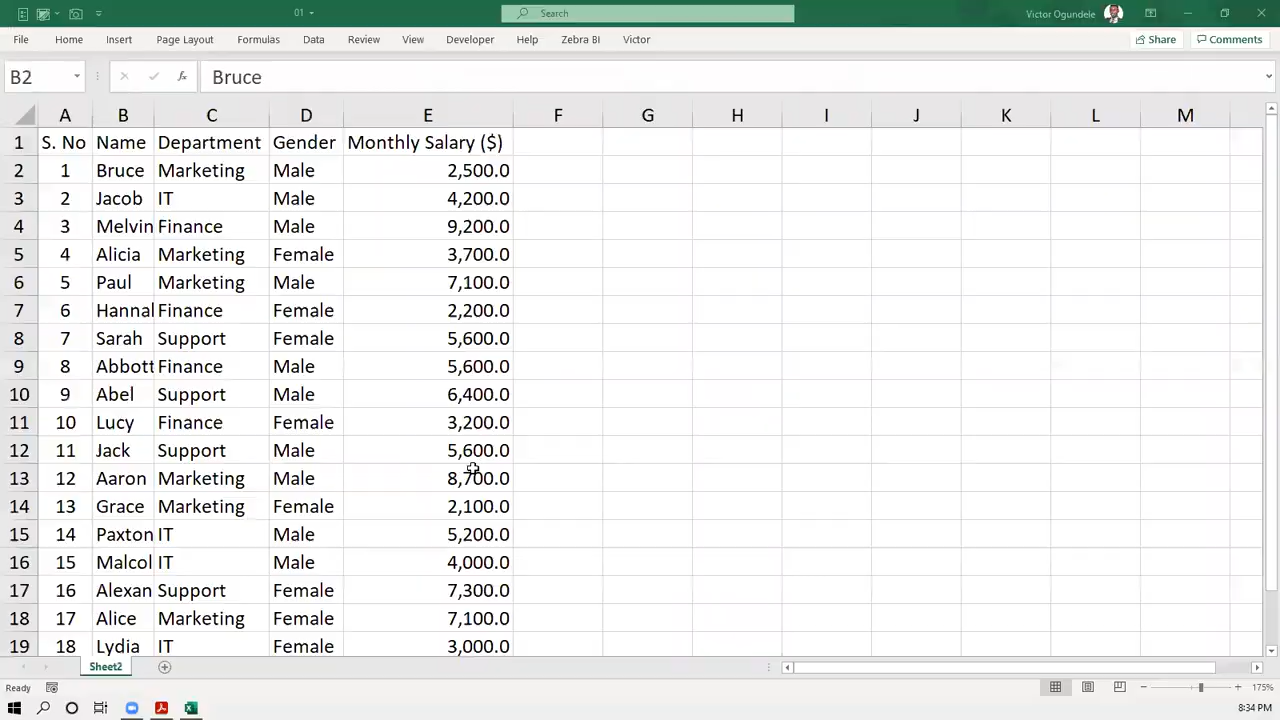 01
Search
Victor Ogundele
File Home Insert Page Layout Formulas Data Review View Developer Help Zebra BI Victor Share Comments
B2 fx Bruce
A B C D E F G H I J K L M
1 S. No Name Department Gender Monthly Salary ($)
2 1 Bruce Marketing Male 2,500.0
3 2 Jacob IT Male 4,200.0
4 3 Melvin Finance Male 9,200.0
5 4 Alicia Marketing Female 3,700.0
6 5 Paul Marketing Male 7,100.0
7 6 Hannal Finance Female 2,200.0
8 7 Sarah Support Female 5,600.0
9 8 Abbott Finance Male 5,600.0
10 9 Abel Support Male 6,400.0
11 10 Lucy Finance Female 3,200.0
12 11 Jack Support Male 5,600.0
13 12 Aaron Marketing Male 8,700.0
14 13 Grace Marketing Female 2,100.0
15 14 Paxton IT Male 5,200.0
16 15 Malcol IT Male 4,000.0
17 16 Alexan Support Female 7,300.0
18 17 Alice Marketing Female 7,100.0
19 18 Lydia IT Female 3,000.0
Sheet2
Ready 175%
8:34 PM